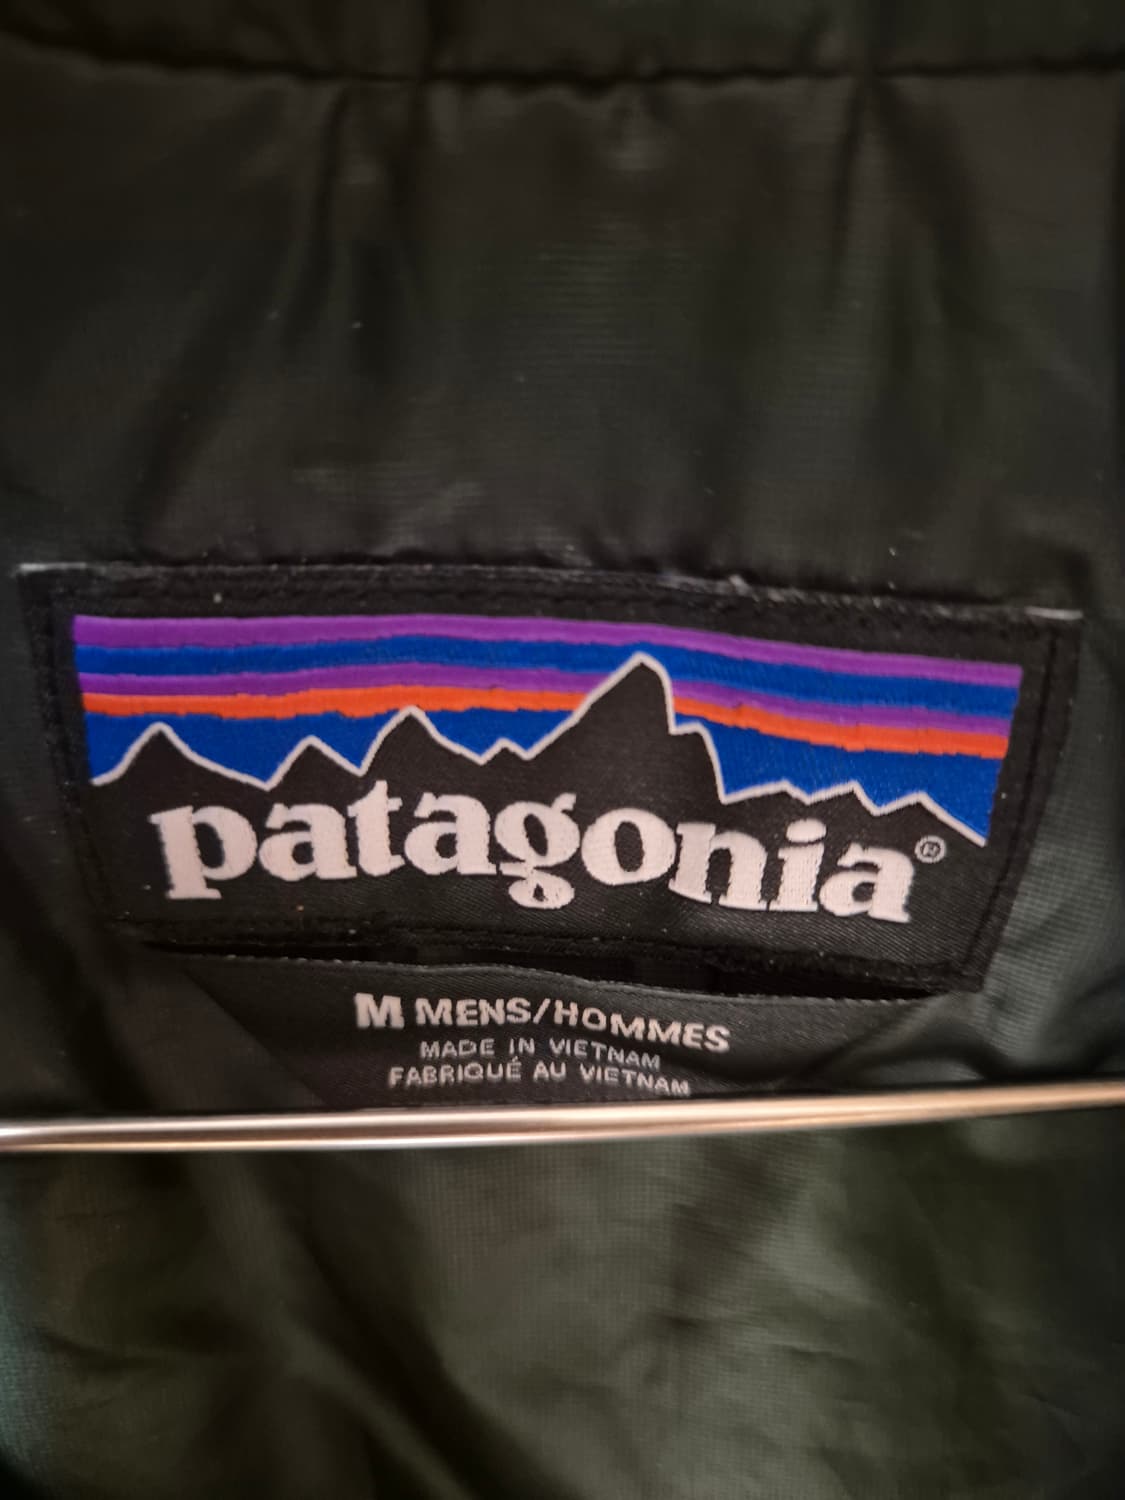 patagonia®
M MENS/HOMMES
MADE IN VIETNAM
FABRIQUÉ AU VIETNAM